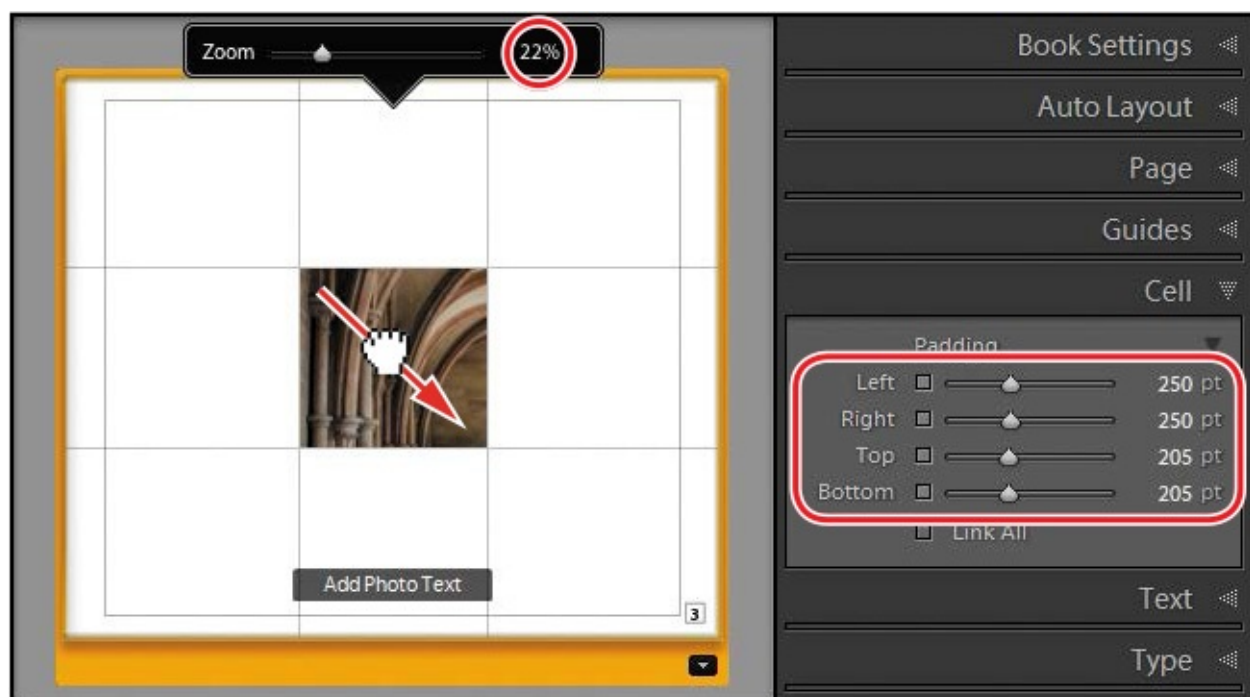 Zoom 22%
Add Photo Text
3
Book Settings
Auto Layout
Page
Guides
Cell
Padding
Left 250 pt
Right 250 pt
Top 205 pt
Bottom 205 pt
Link All
Text
Type